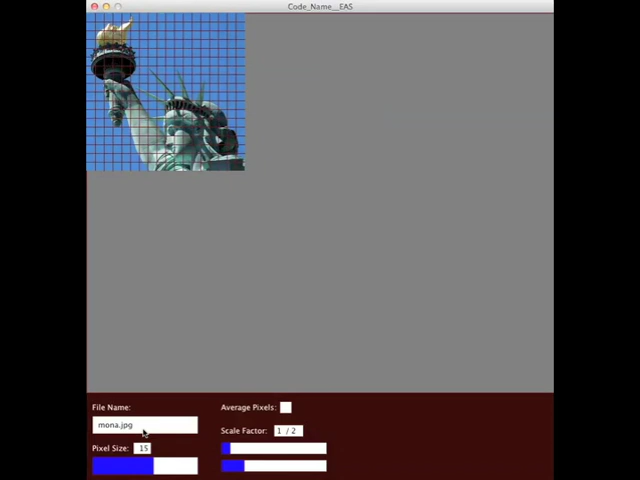 Code_Name__EAS
File Name:
mona.jpg
Pixel Size: 15
Average Pixels:
Scale Factor: 1 / 2